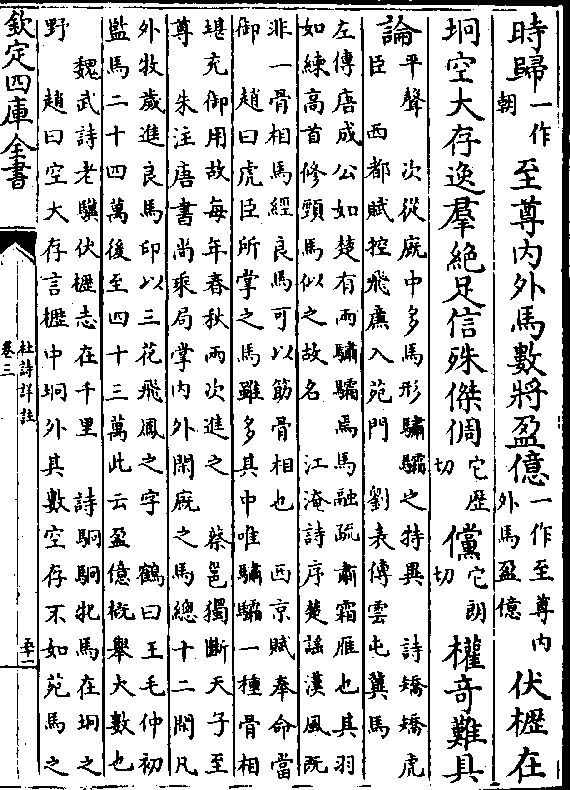 時歸一作朝至尊内外馬數將盈億一作至尊内外馬盈億伏櫪在
坰空大存逸羣絶足信殊傑倜它歴切儻它朗切權奇難具
論平聲　次從廐中多馬形驌驦之特異　詩矯矯虎
臣　西都賦控飛廉入苑門　劉表傳雲屯冀馬
左傳唐成公如楚有兩驌驦焉馬融疏肅霜雁也其羽
如練高首修頸馬似之故名　江淹詩序楚謡漢風既
非一骨相馬經良馬可以筋骨相也　西京賦奉命當
御　趙曰虎臣所掌之馬雖多其中唯驌驦一種骨相
堪充御用故每年春秋兩次進之　蔡邕獨斷天子至
尊　朱注唐書尚乘局掌内外閑廐之馬總十二閑凡
外牧歲進良馬印以三花飛鳳之字　鶴曰王毛仲初
監馬二十四萬後至四十三萬此云盈億概舉大數也
魏武詩老驥伏櫪志在千里　詩駉駉牝馬在坰之
野　趙曰空大存言櫪中坰外其數空存不如苑馬之
欽定四庫全書
杜詩詳註
卷三